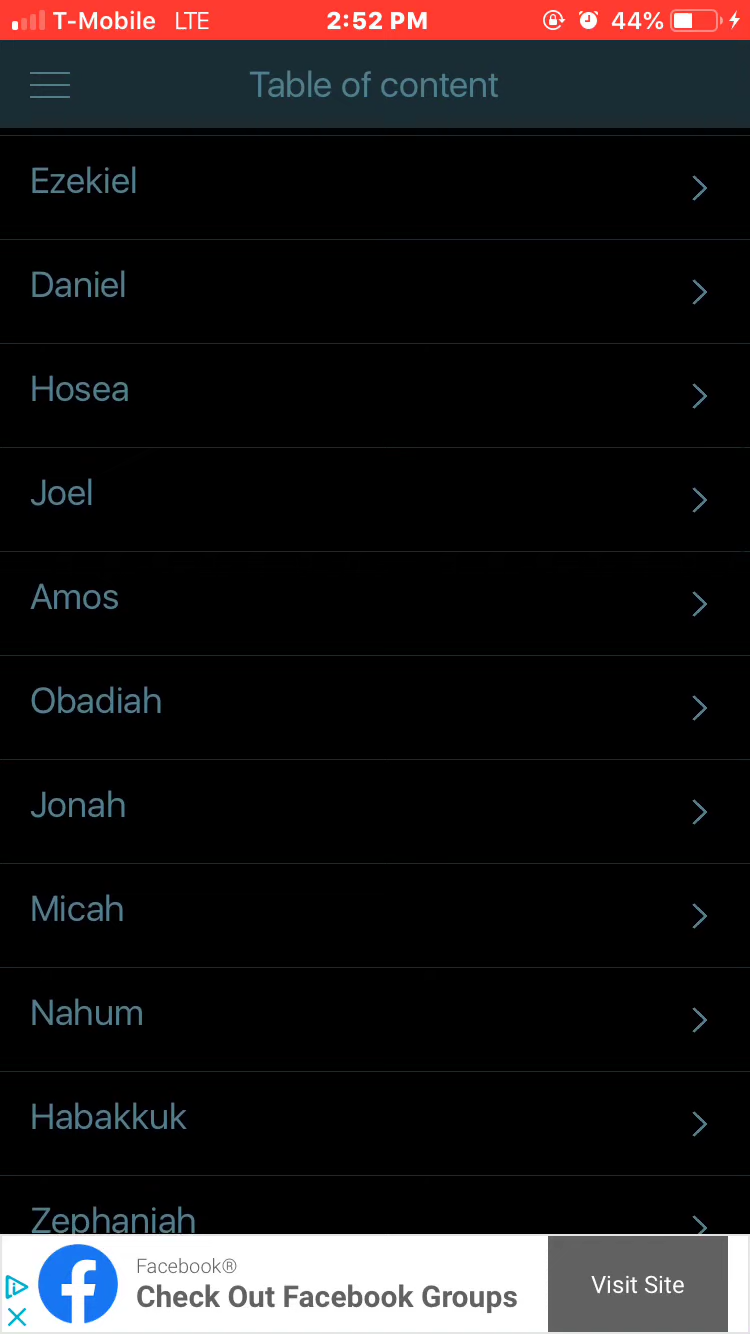 T-Mobile LTE 2:52 PM 44%
Table of content
Ezekiel
Daniel
Hosea
Joel
Amos
Obadiah
Jonah
Micah
Nahum
Habakkuk
Zephaniah
Facebook®
Check Out Facebook Groups
Visit Site